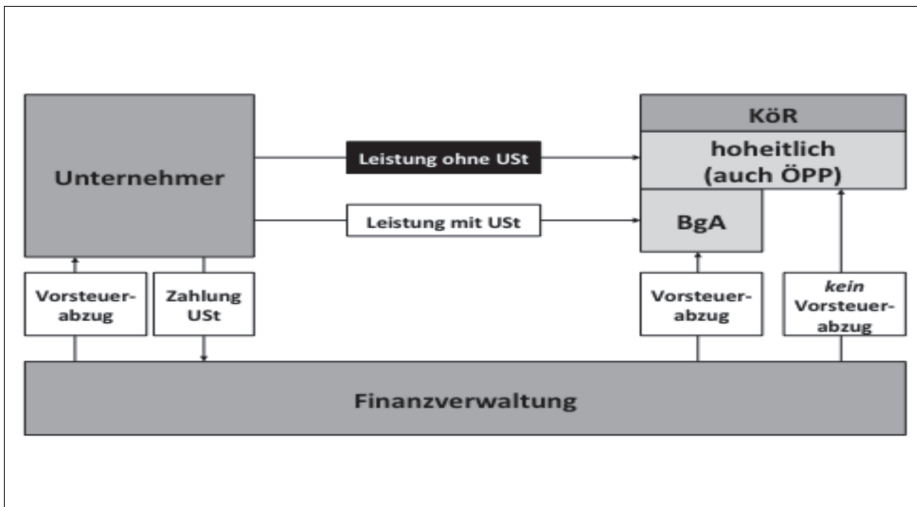 KöR
Leistung ohne USt
hoheitlich
(auch ÖPP)
Unternehmer
Leistung mit USt
BgA
Vorsteuer-
abzug
Zahlung
USt
Vorsteuer-
abzug
kein
Vorsteuer-
abzug
Finanzverwaltung